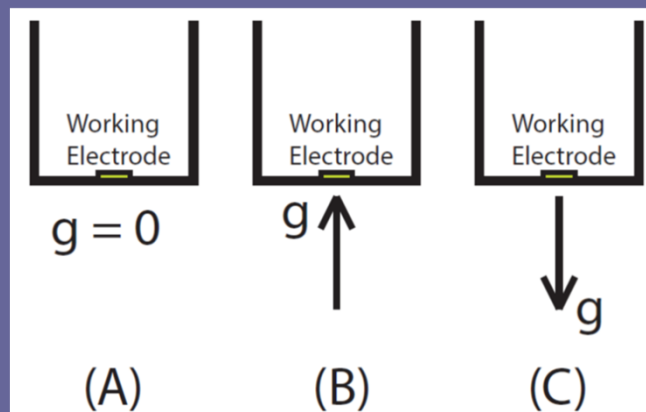 Working
Electrode
g = 0
(A)
Working
Electrode
g
(B)
Working
Electrode
g
(C)